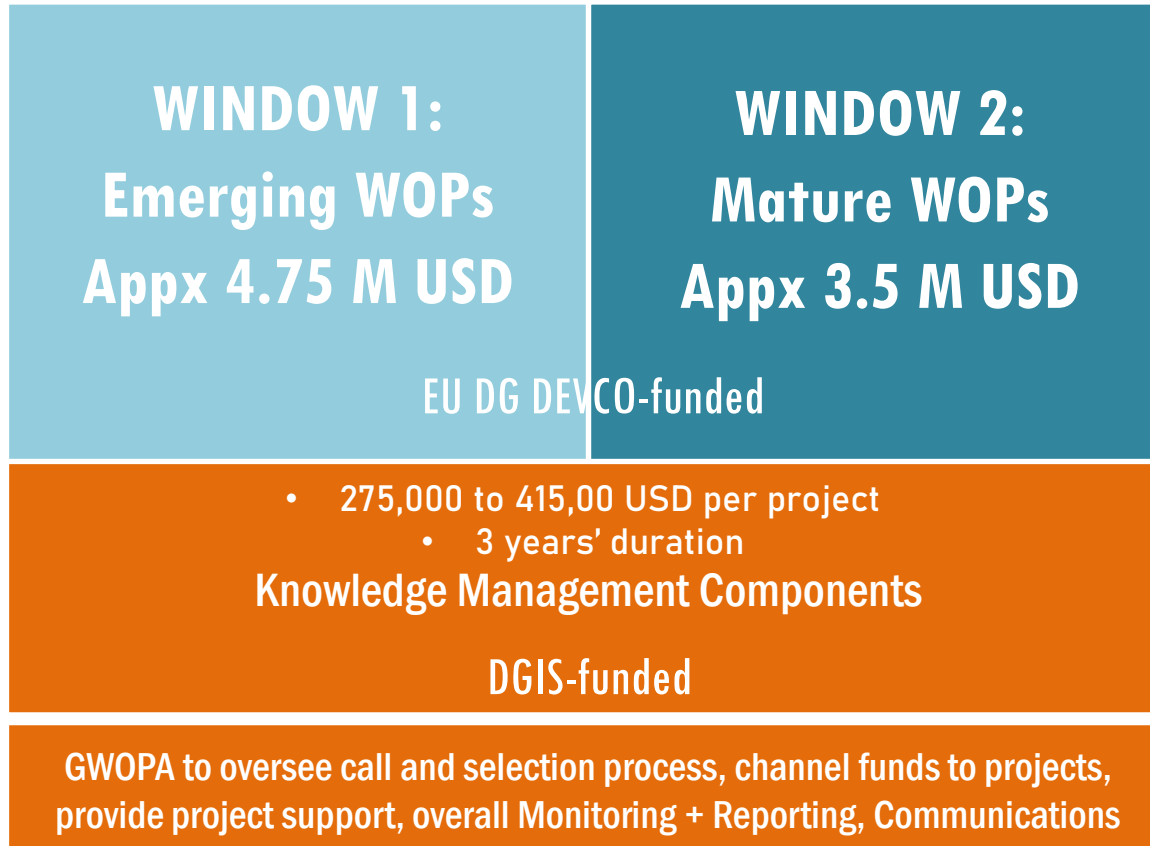 WINDOW 1:
Emerging WOPs
Appx 4.75 M USD
WINDOW 2:
Mature WOPs
Appx 3.5 M USD
EU DG DEVCO-funded
• 275,000 to 415,00 USD per project
• 3 years’ duration
Knowledge Management Components
DGIS-funded
GWOPA to oversee call and selection process, channel funds to projects,
provide project support, overall Monitoring + Reporting, Communications